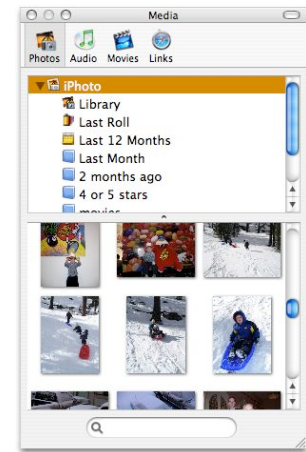 Media
Photos Audio Movies Links
iPhoto
Library
Last Roll
Last 12 Months
Last Month
2 months ago
4 or 5 stars
movies